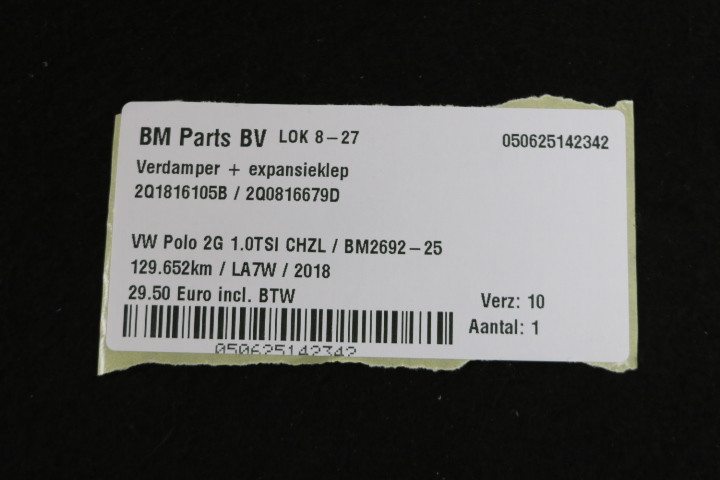 BM Parts BV LOK 8-27
050625142342
Verdamper + expansieklep
2Q1816105B / 2Q0816679D
VW Polo 2G 1.0TSI CHZL / BM2692-25
129.652km / LA7W / 2018
29.50 Euro incl. BTW
Verz: 10
Aantal: 1
050625142342